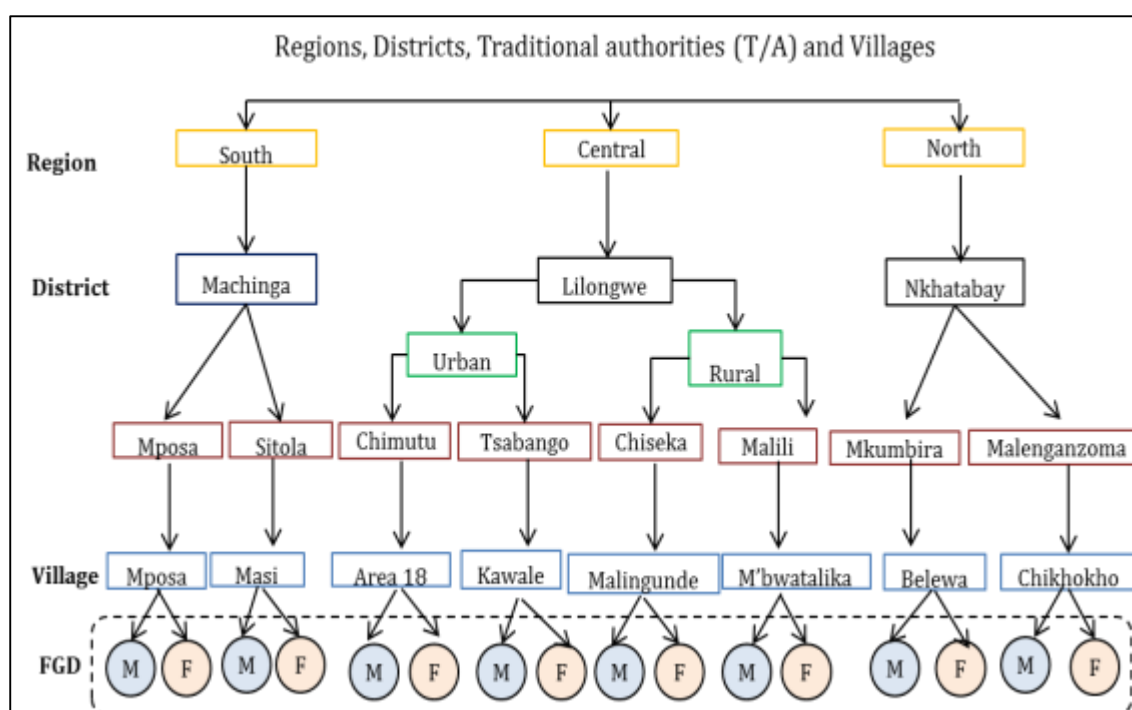 Regions, Districts, Traditional authorities (T/A) and Villages
Region South Central North
District Machinga Lilongwe Nkhatabay
Urban Rural
Mposa Sitola Chimutu Tsabango Chiseka Malili Mkumbira Malenganzoma
Village Mposa Masi Area 18 Kawale Malingunde M'bwatalika Belewa Chikhokho
FGD M F M F M F M F M F M F M F M F